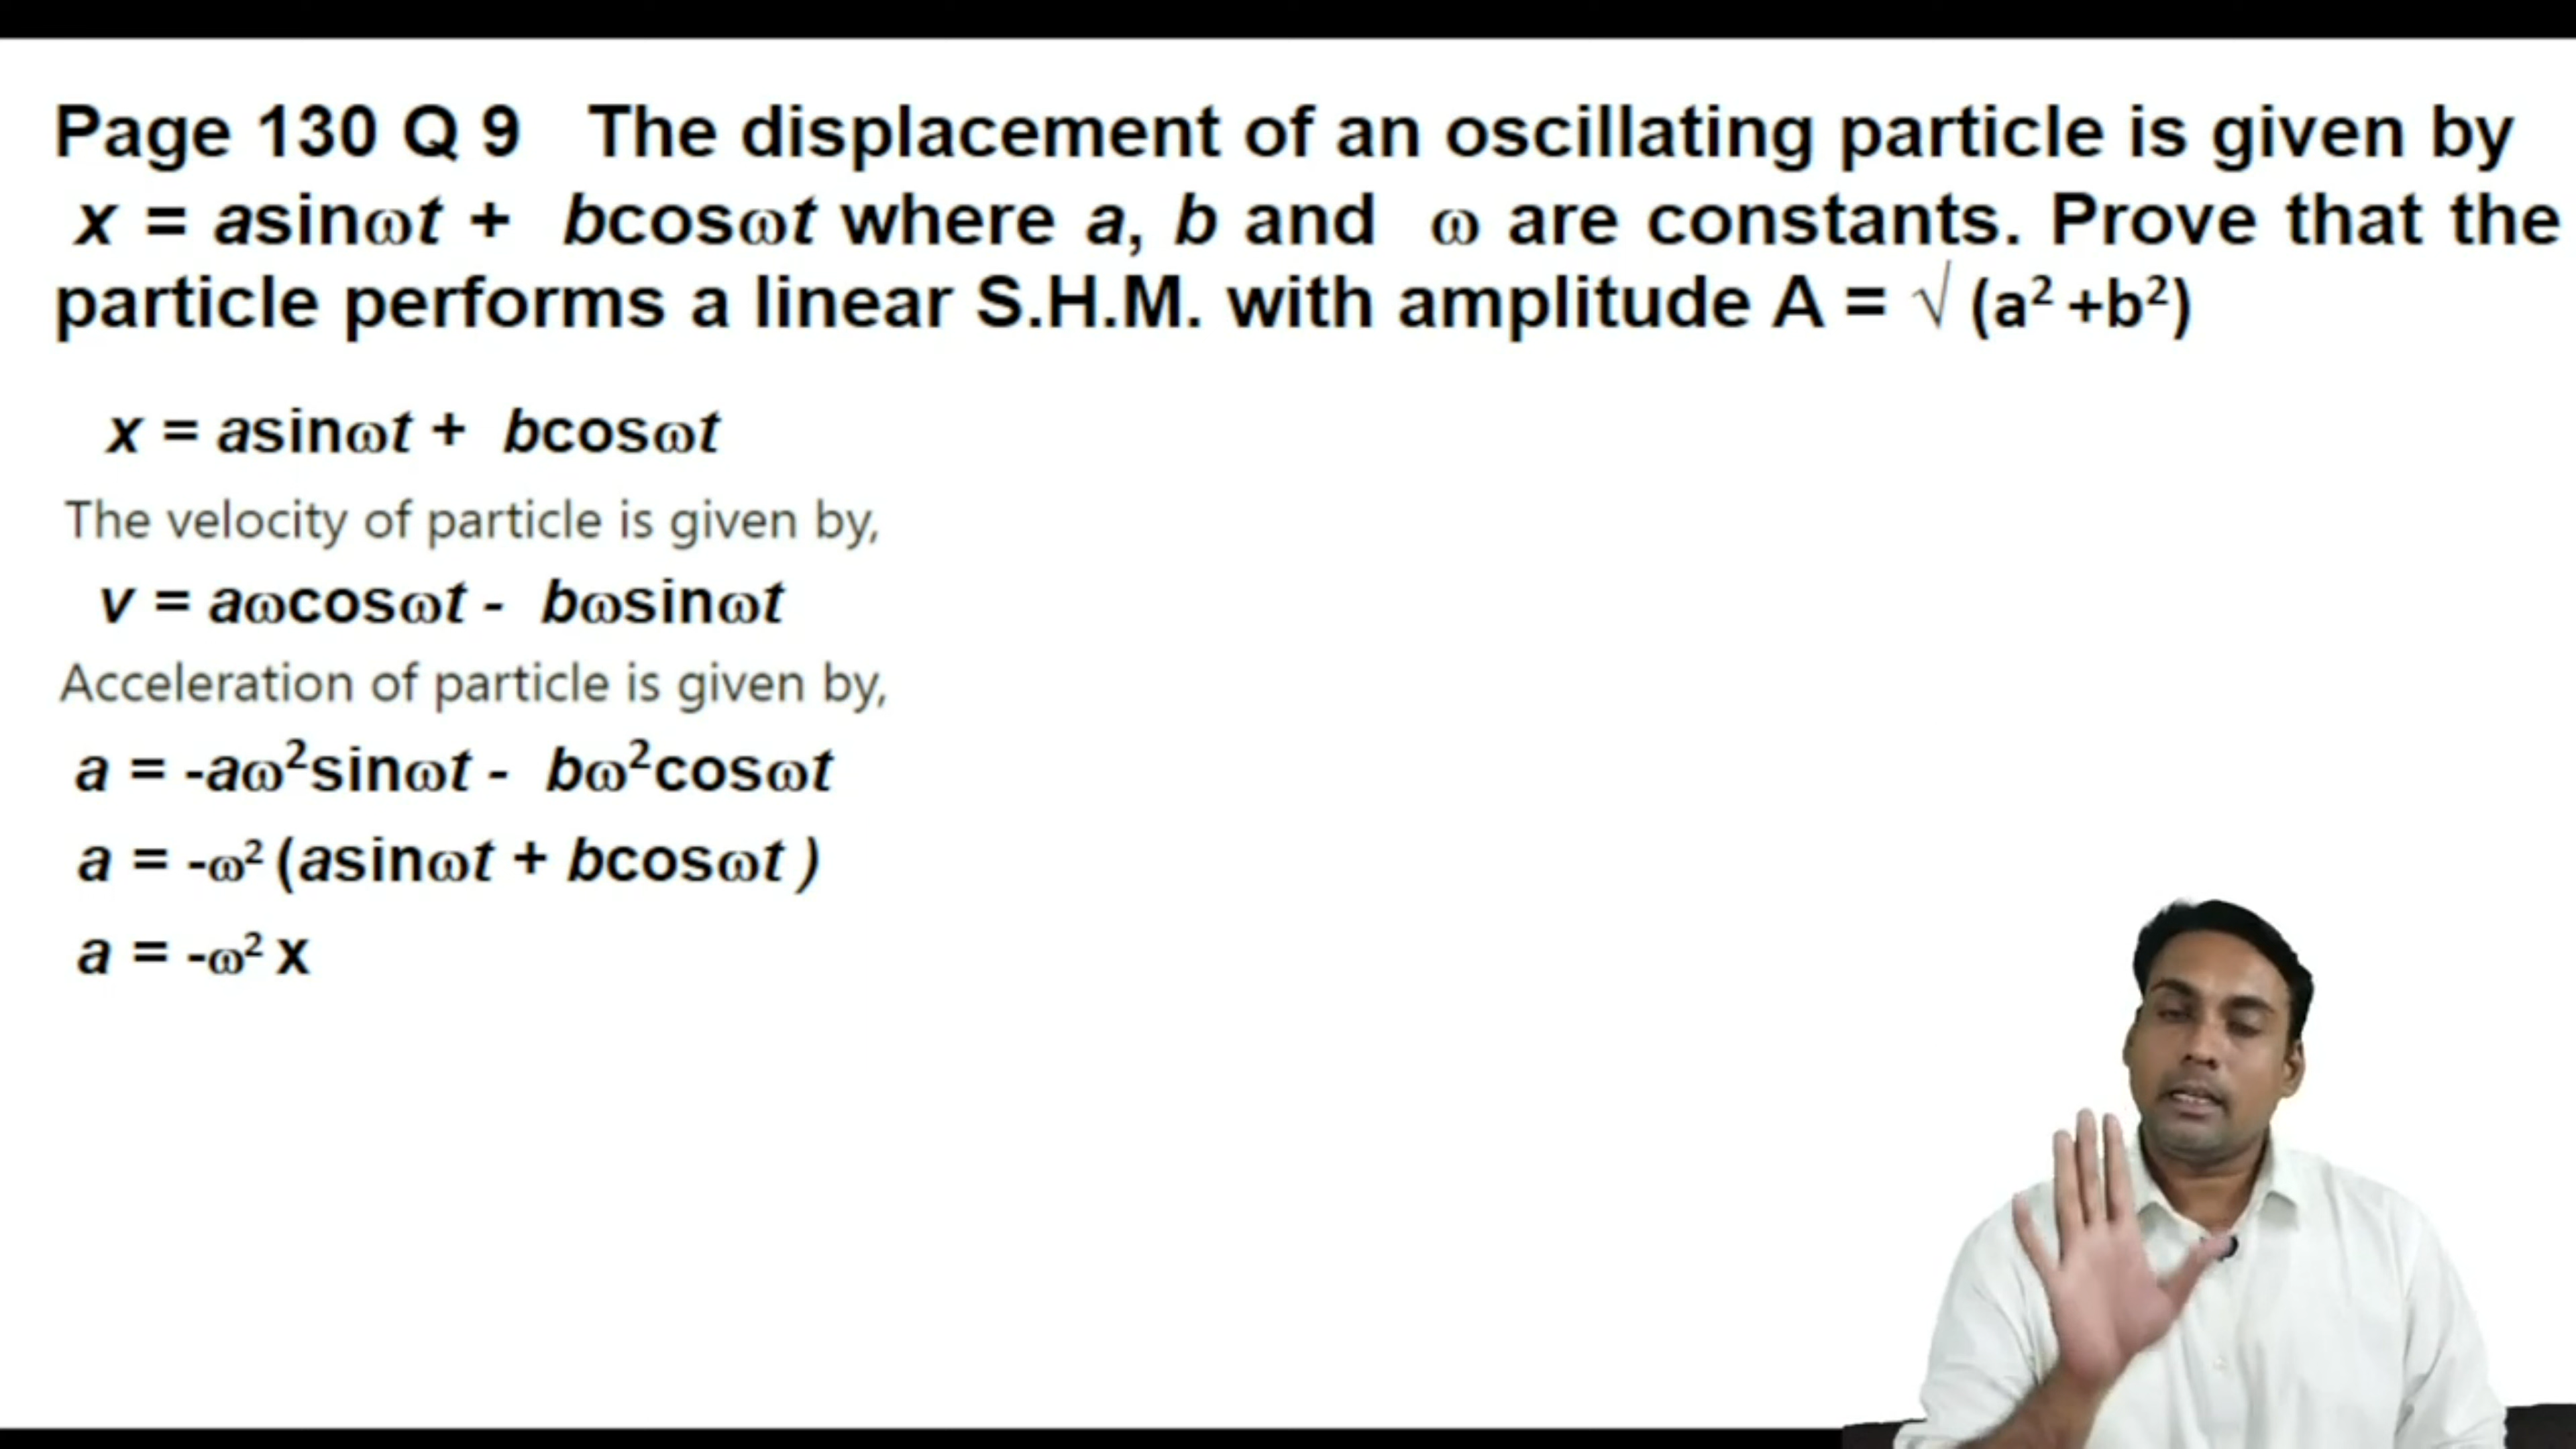 Page 130 Q 9 The displacement of an oscillating particle is given by
x = asinωt + bcosωt where a, b and ω are constants. Prove that the
particle performs a linear S.H.M. with amplitude A = √ (a² +b²)
x = asinωt + bcosωt
The velocity of particle is given by,
v = aωcosωt - bωsinωt
Acceleration of particle is given by,
a = -aω²sinωt - bω²cosωt
a = -ω² (asinωt + bcosωt )
a = -ω² x